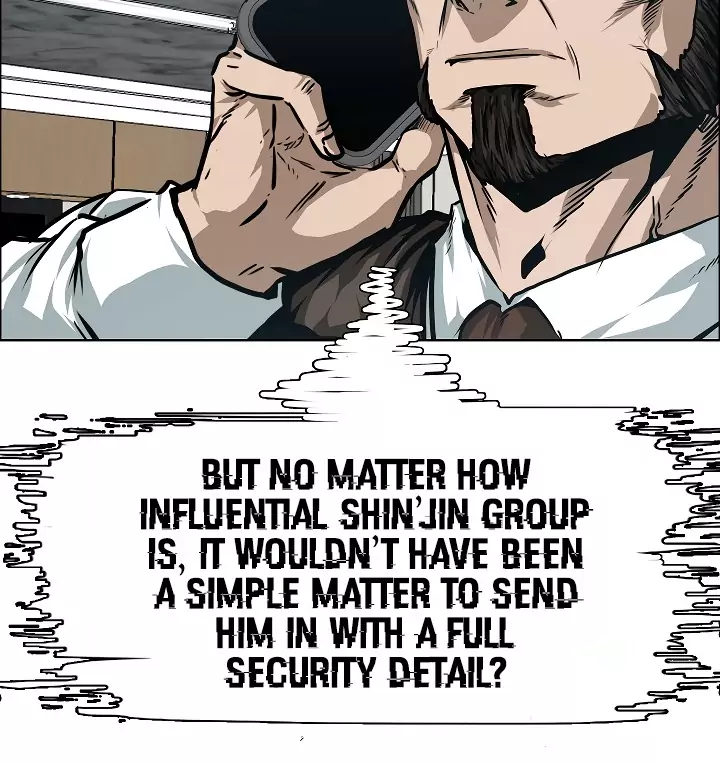 BUT NO MATTER HOW
INFLUENTIAL SHIN'JIN GROUP
IS, IT WOULDN'T HAVE BEEN
A SIMPLE MATTER TO SEND
HIM IN WITH A FULL
SECURITY DETAIL?